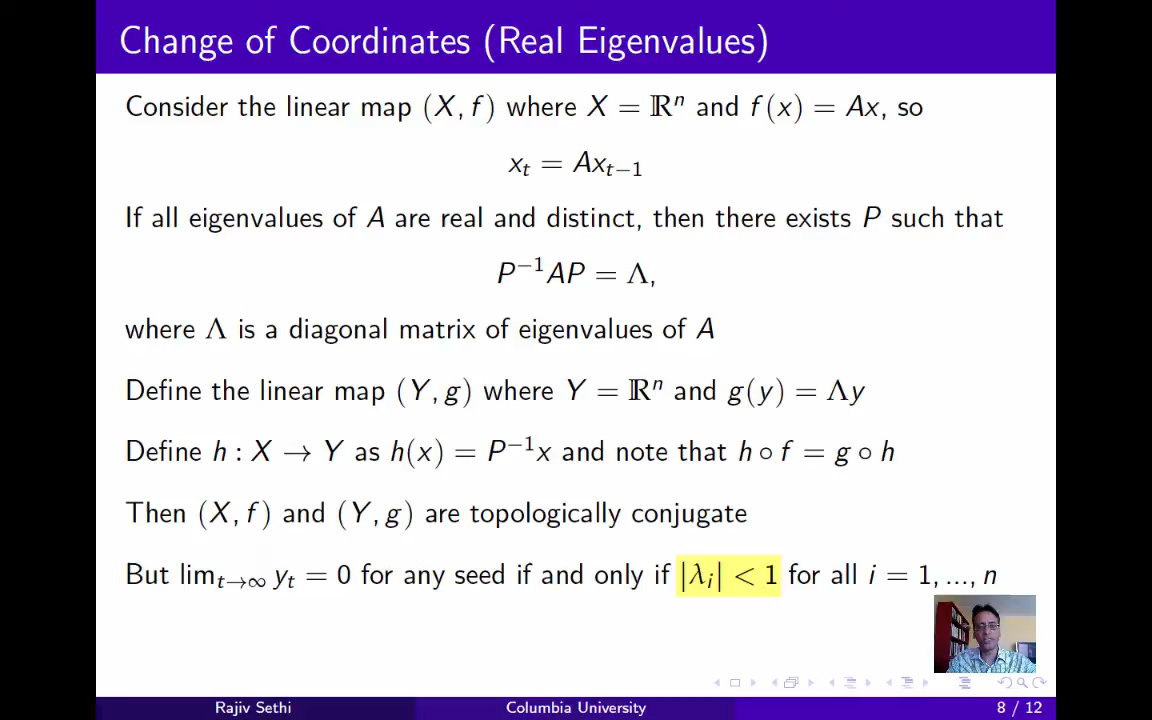 Change of Coordinates (Real Eigenvalues)
Consider the linear map (X, f) where X = ℝⁿ and f(x) = Ax, so
xₜ = Axₜ₋₁
If all eigenvalues of A are real and distinct, then there exists P such that
P⁻¹AP = Λ,
where Λ is a diagonal matrix of eigenvalues of A
Define the linear map (Y, g) where Y = ℝⁿ and g(y) = Λy
Define h : X → Y as h(x) = P⁻¹x and note that h ∘ f = g ∘ h
Then (X, f) and (Y, g) are topologically conjugate
But limₜ→∞ yₜ = 0 for any seed if and only if |λᵢ| < 1 for all i = 1, ..., n
Rajiv Sethi Columbia University 8 / 12